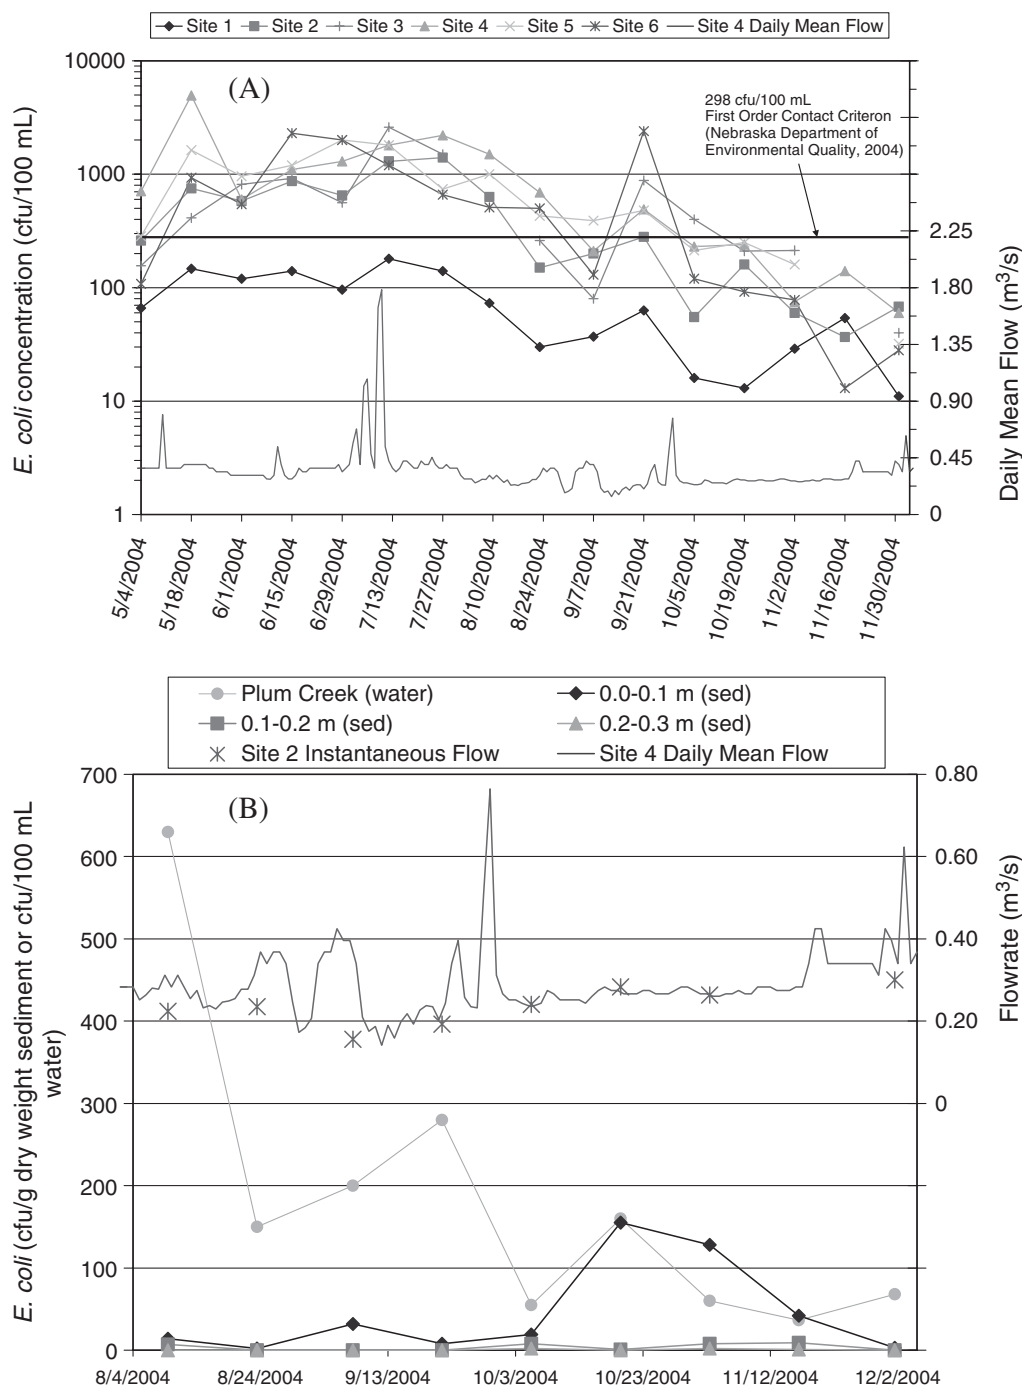 Site 1 Site 2 Site 3 Site 4 Site 5 Site 6 Site 4 Daily Mean Flow
(A)
E. coli concentration (cfu/100 mL)
10000
1000
100
10
1
298 cfu/100 mL
First Order Contact Criteron
(Nebraska Department of
Environmental Quality, 2004)
2.25
1.80
1.35
0.90
0.45
0
Daily Mean Flow (m³/s)
5/4/2004
5/18/2004
6/1/2004
6/15/2004
6/29/2004
7/13/2004
7/27/2004
8/10/2004
8/24/2004
9/7/2004
9/21/2004
10/5/2004
10/19/2004
11/2/2004
11/16/2004
11/30/2004
Plum Creek (water) 0.0-0.1 m (sed)
0.1-0.2 m (sed) 0.2-0.3 m (sed)
Site 2 Instantaneous Flow Site 4 Daily Mean Flow
(B)
E. coli (cfu/g dry weight sediment or cfu/100 mL
water)
700
600
500
400
300
200
100
0
0.80
0.60
0.40
0.20
0
Flowrate (m³/s)
8/4/2004 8/24/2004 9/13/2004 10/3/2004 10/23/2004 11/12/2004 12/2/2004